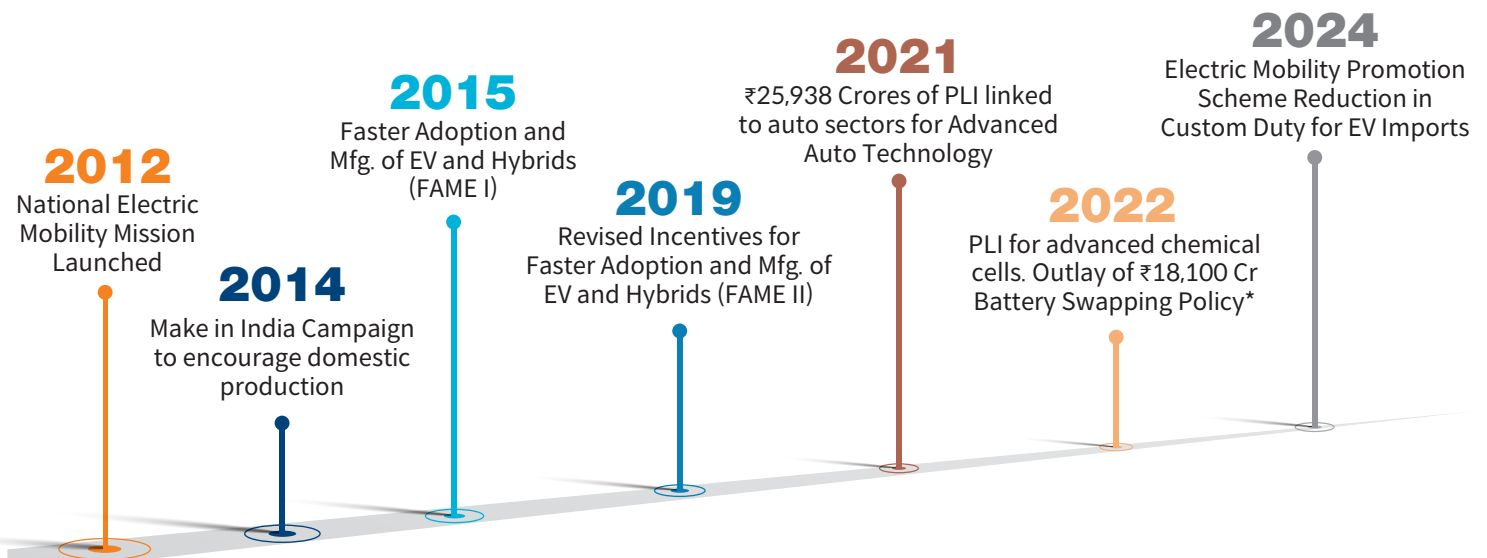 2012
National Electric
Mobility Mission
Launched
2014
Make in India Campaign
to encourage domestic
production
2015
Faster Adoption and
Mfg. of EV and Hybrids
(FAME I)
2019
Revised Incentives for
Faster Adoption and Mfg. of
EV and Hybrids (FAME II)
2021
₹25,938 Crores of PLI linked
to auto sectors for Advanced
Auto Technology
2022
PLI for advanced chemical
cells. Outlay of ₹18,100 Cr
Battery Swapping Policy*
2024
Electric Mobility Promotion
Scheme Reduction in
Custom Duty for EV Imports